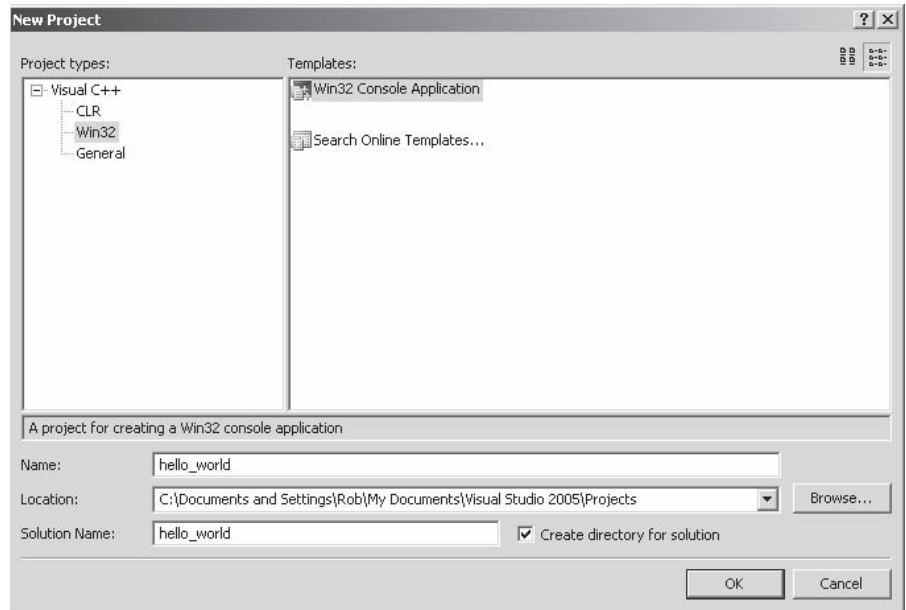 New Project
Project types:
Templates:
Visual C++
CLR
Win32
General
Win32 Console Application
Search Online Templates...
A project for creating a Win32 console application
Name:
hello_world
Location:
C:\Documents and Settings\Rob\My Documents\Visual Studio 2005\Projects
Browse...
Solution Name:
hello_world
Create directory for solution
OK
Cancel